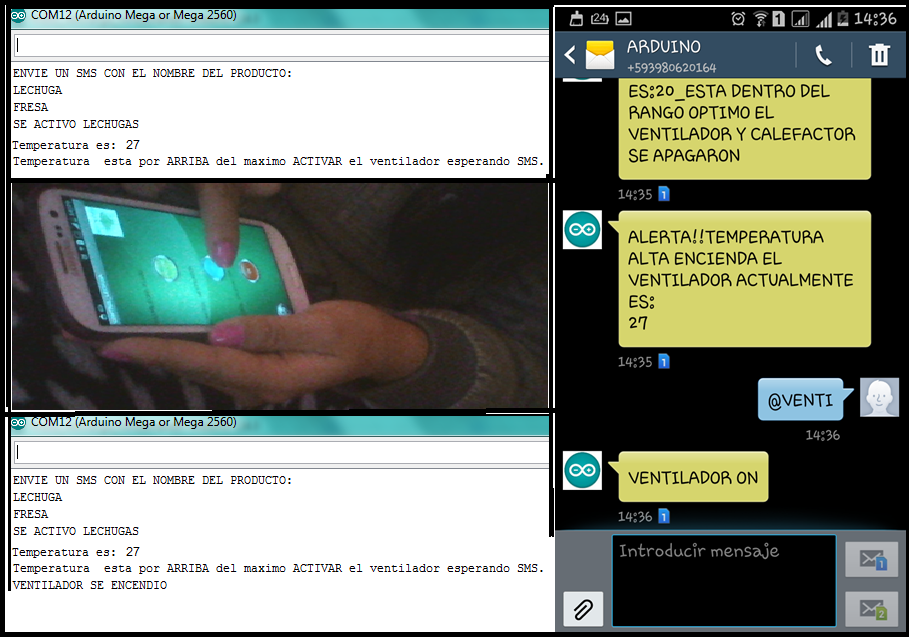 COM12 (Arduino Mega or Mega 2560)
ENVIE UN SMS CON EL NOMBRE DEL PRODUCTO:
LECHUGA
FRESA
SE ACTIVO LECHUGAS
Temperatura es: 27
Temperatura  esta por ARRIBA del maximo ACTIVAR el ventilador esperando SMS.
COM12 (Arduino Mega or Mega 2560)
ENVIE UN SMS CON EL NOMBRE DEL PRODUCTO:
LECHUGA
FRESA
SE ACTIVO LECHUGAS
Temperatura es: 27
Temperatura  esta por ARRIBA del maximo ACTIVAR el ventilador esperando SMS.
VENTILADOR SE ENCENDIO
24 1 14:36
ARDUINO
+593980620164
ES:20_ESTA DENTRO DEL
RANGO OPTIMO EL
VENTILADOR Y CALEFACTOR
SE APAGARON
14:35 1
ALERTA!!TEMPERATURA
ALTA ENCIENDA EL
VENTILADOR ACTUALMENTE
ES:
27
14:35 1
@VENTI
14:36
VENTILADOR ON
14:36 1
Introducir mensaje
1
2